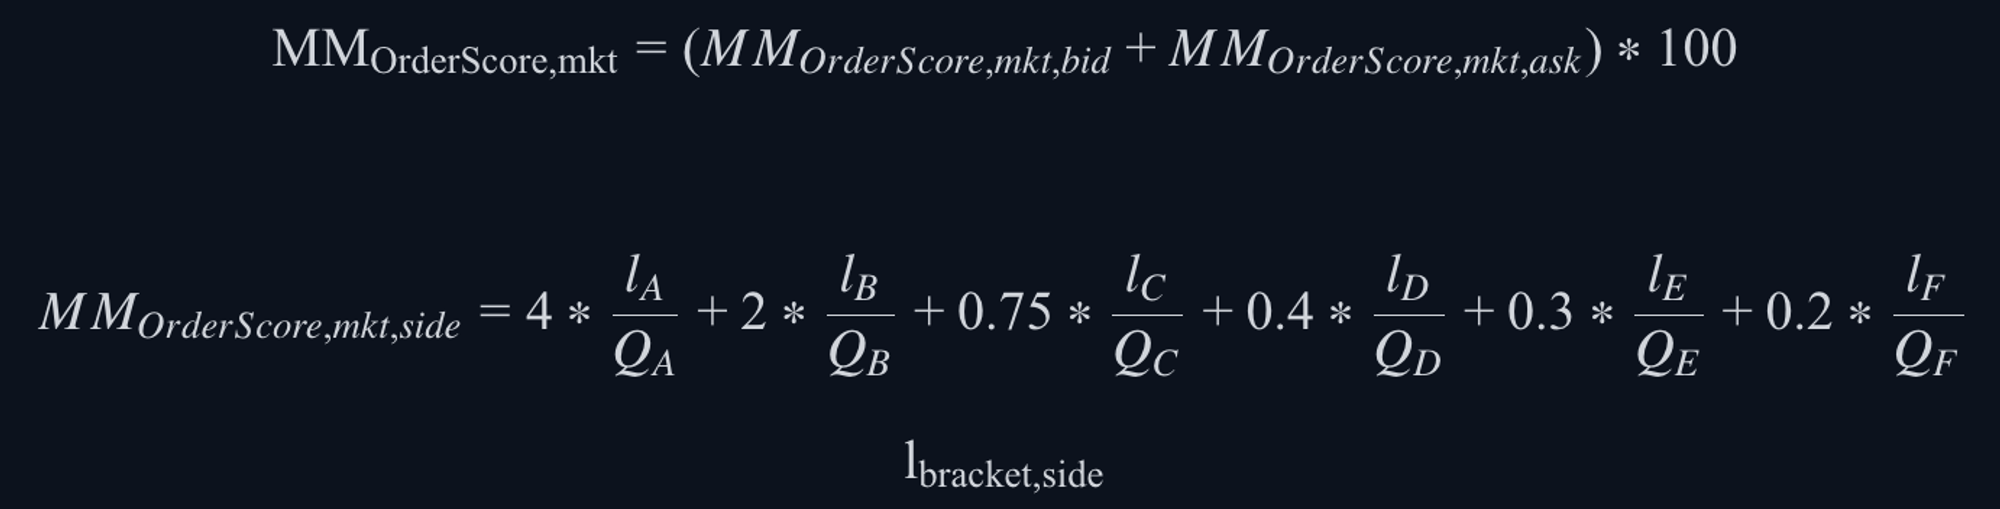 MM_OrderScore,mkt = (MM_OrderScore,mkt,bid + MM_OrderScore,mkt,ask) * 100
MM_OrderScore,mkt,side = 4 * l_A/Q_A + 2 * l_B/Q_B + 0.75 * l_C/Q_C + 0.4 * l_D/Q_D + 0.3 * l_E/Q_E + 0.2 * l_F/Q_F
l_bracket,side